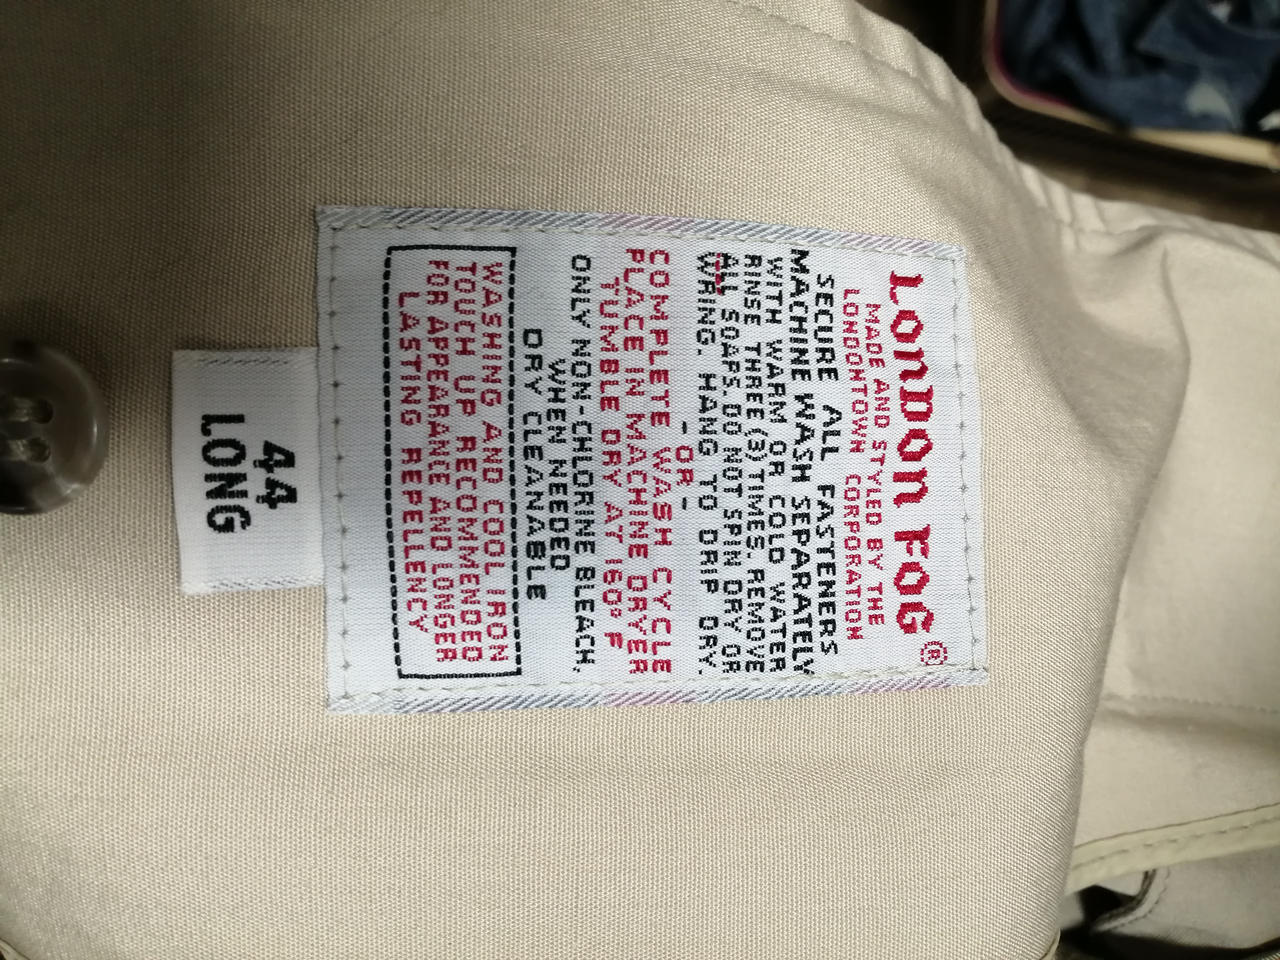 LONDON FOG®
MADE AND STYLED BY THE
LONDONTOWN CORPORATION
SECURE ALL FASTENERS
MACHINE WASH SEPARATELY
WITH WARM OR COLD WATER
RINSE THREE (3) TIMES. REMOVE
ALL SOAPS. DO NOT SPIN DRY OR
WRING. HANG TO DRIP DRY.
- OR -
COMPLETE WASH CYCLE
PLACE IN MACHINE DRYER
TUMBLE DRY AT 160° F
ONLY NON-CHLORINE BLEACH.
WHEN NEEDED
DRY CLEANABLE
WASHING AND COOL IRON
TOUCH UP RECOMMENDED
FOR APPEARANCE AND LONGER
LASTING REPELLENCY
44
LONG